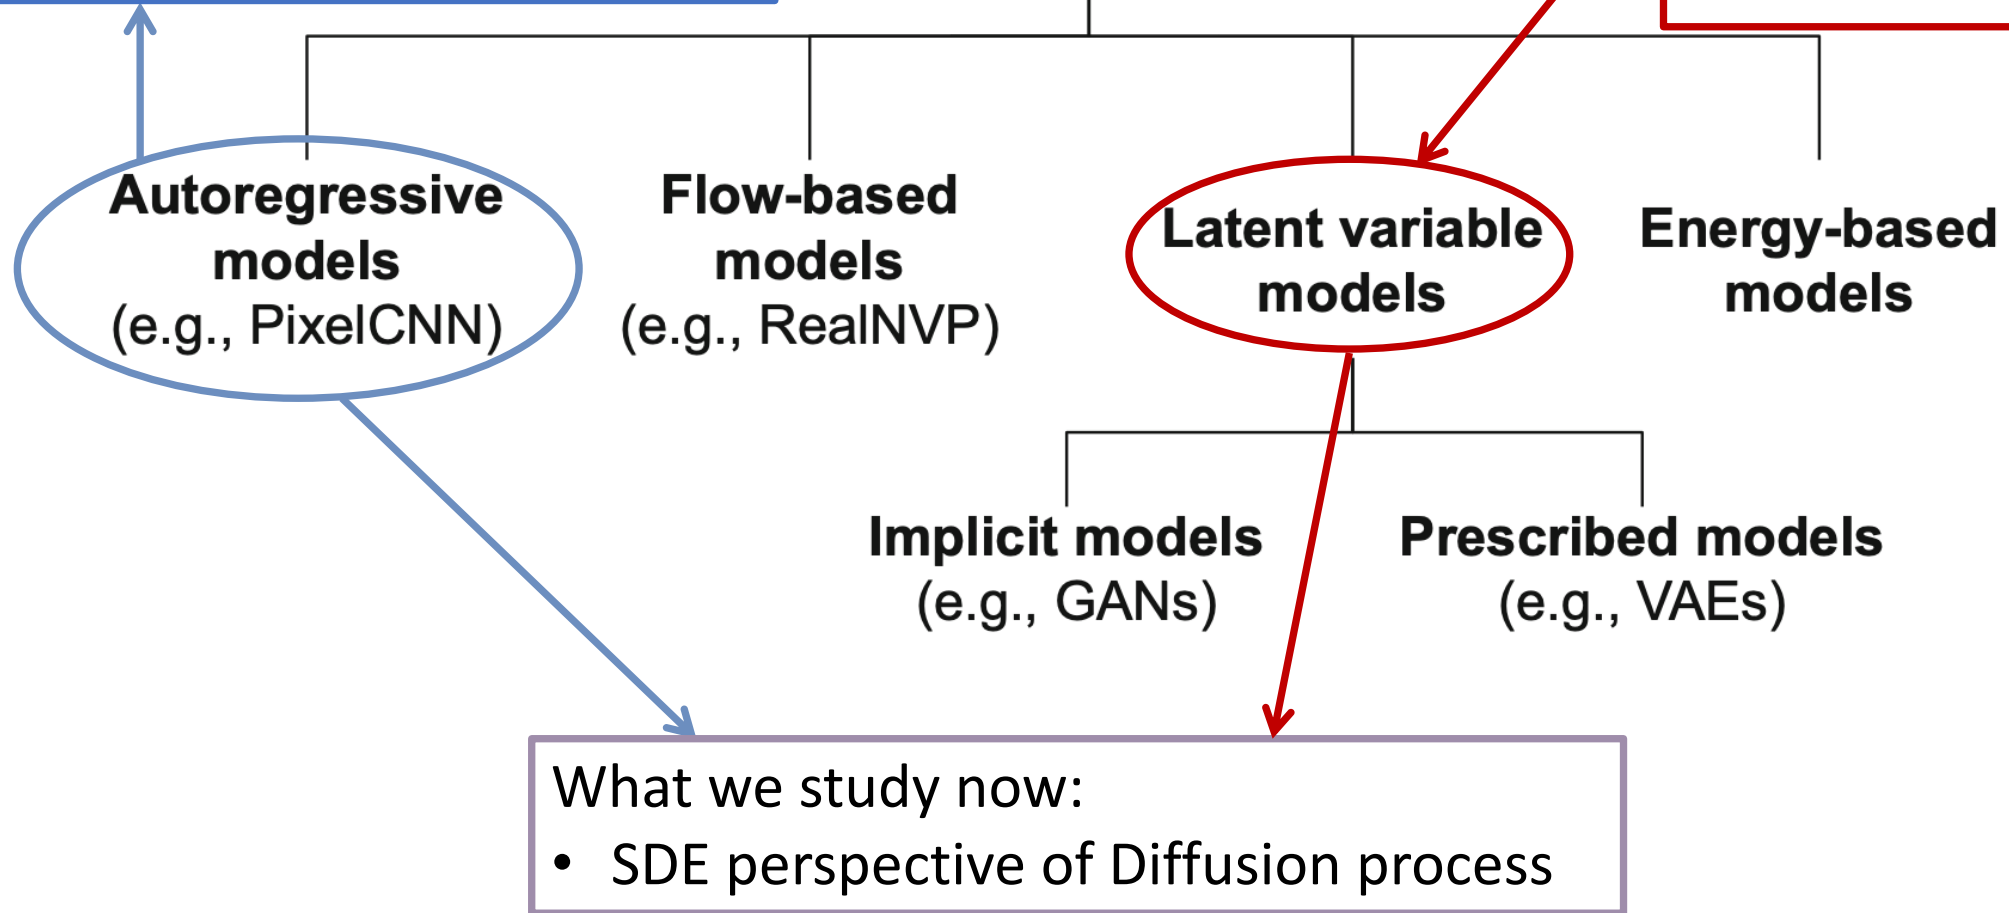 Autoregressive
models
(e.g., PixelCNN)
Flow-based
models
(e.g., RealNVP)
Latent variable
models
Energy-based
models
Implicit models
(e.g., GANs)
Prescribed models
(e.g., VAEs)
What we study now:
• SDE perspective of Diffusion process